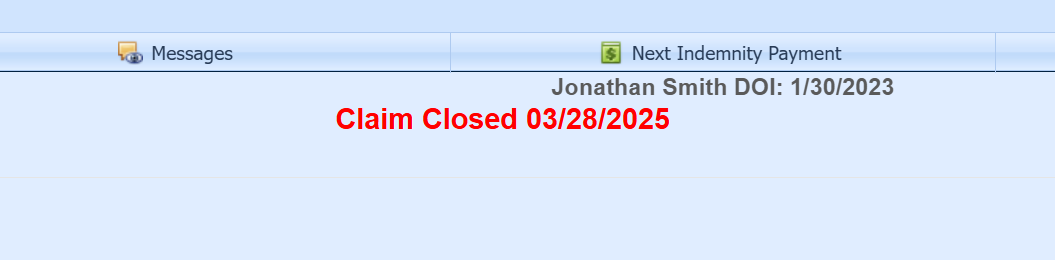 Messages
Next Indemnity Payment
Jonathan Smith DOI: 1/30/2023
Claim Closed 03/28/2025